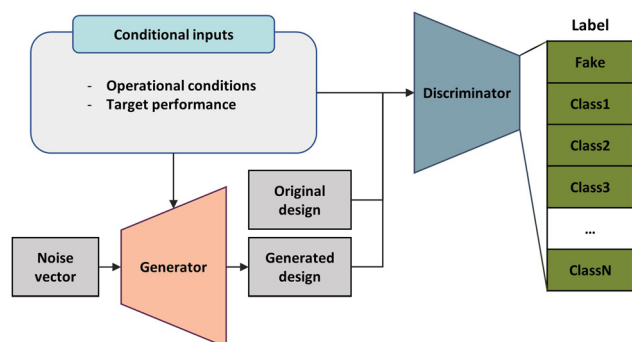 Conditional inputs
- Operational conditions
- Target performance
Discriminator
Label
Fake
Class1
Class2
Class3
...
ClassN
Original
design
Noise
vector
Generator
Generated
design